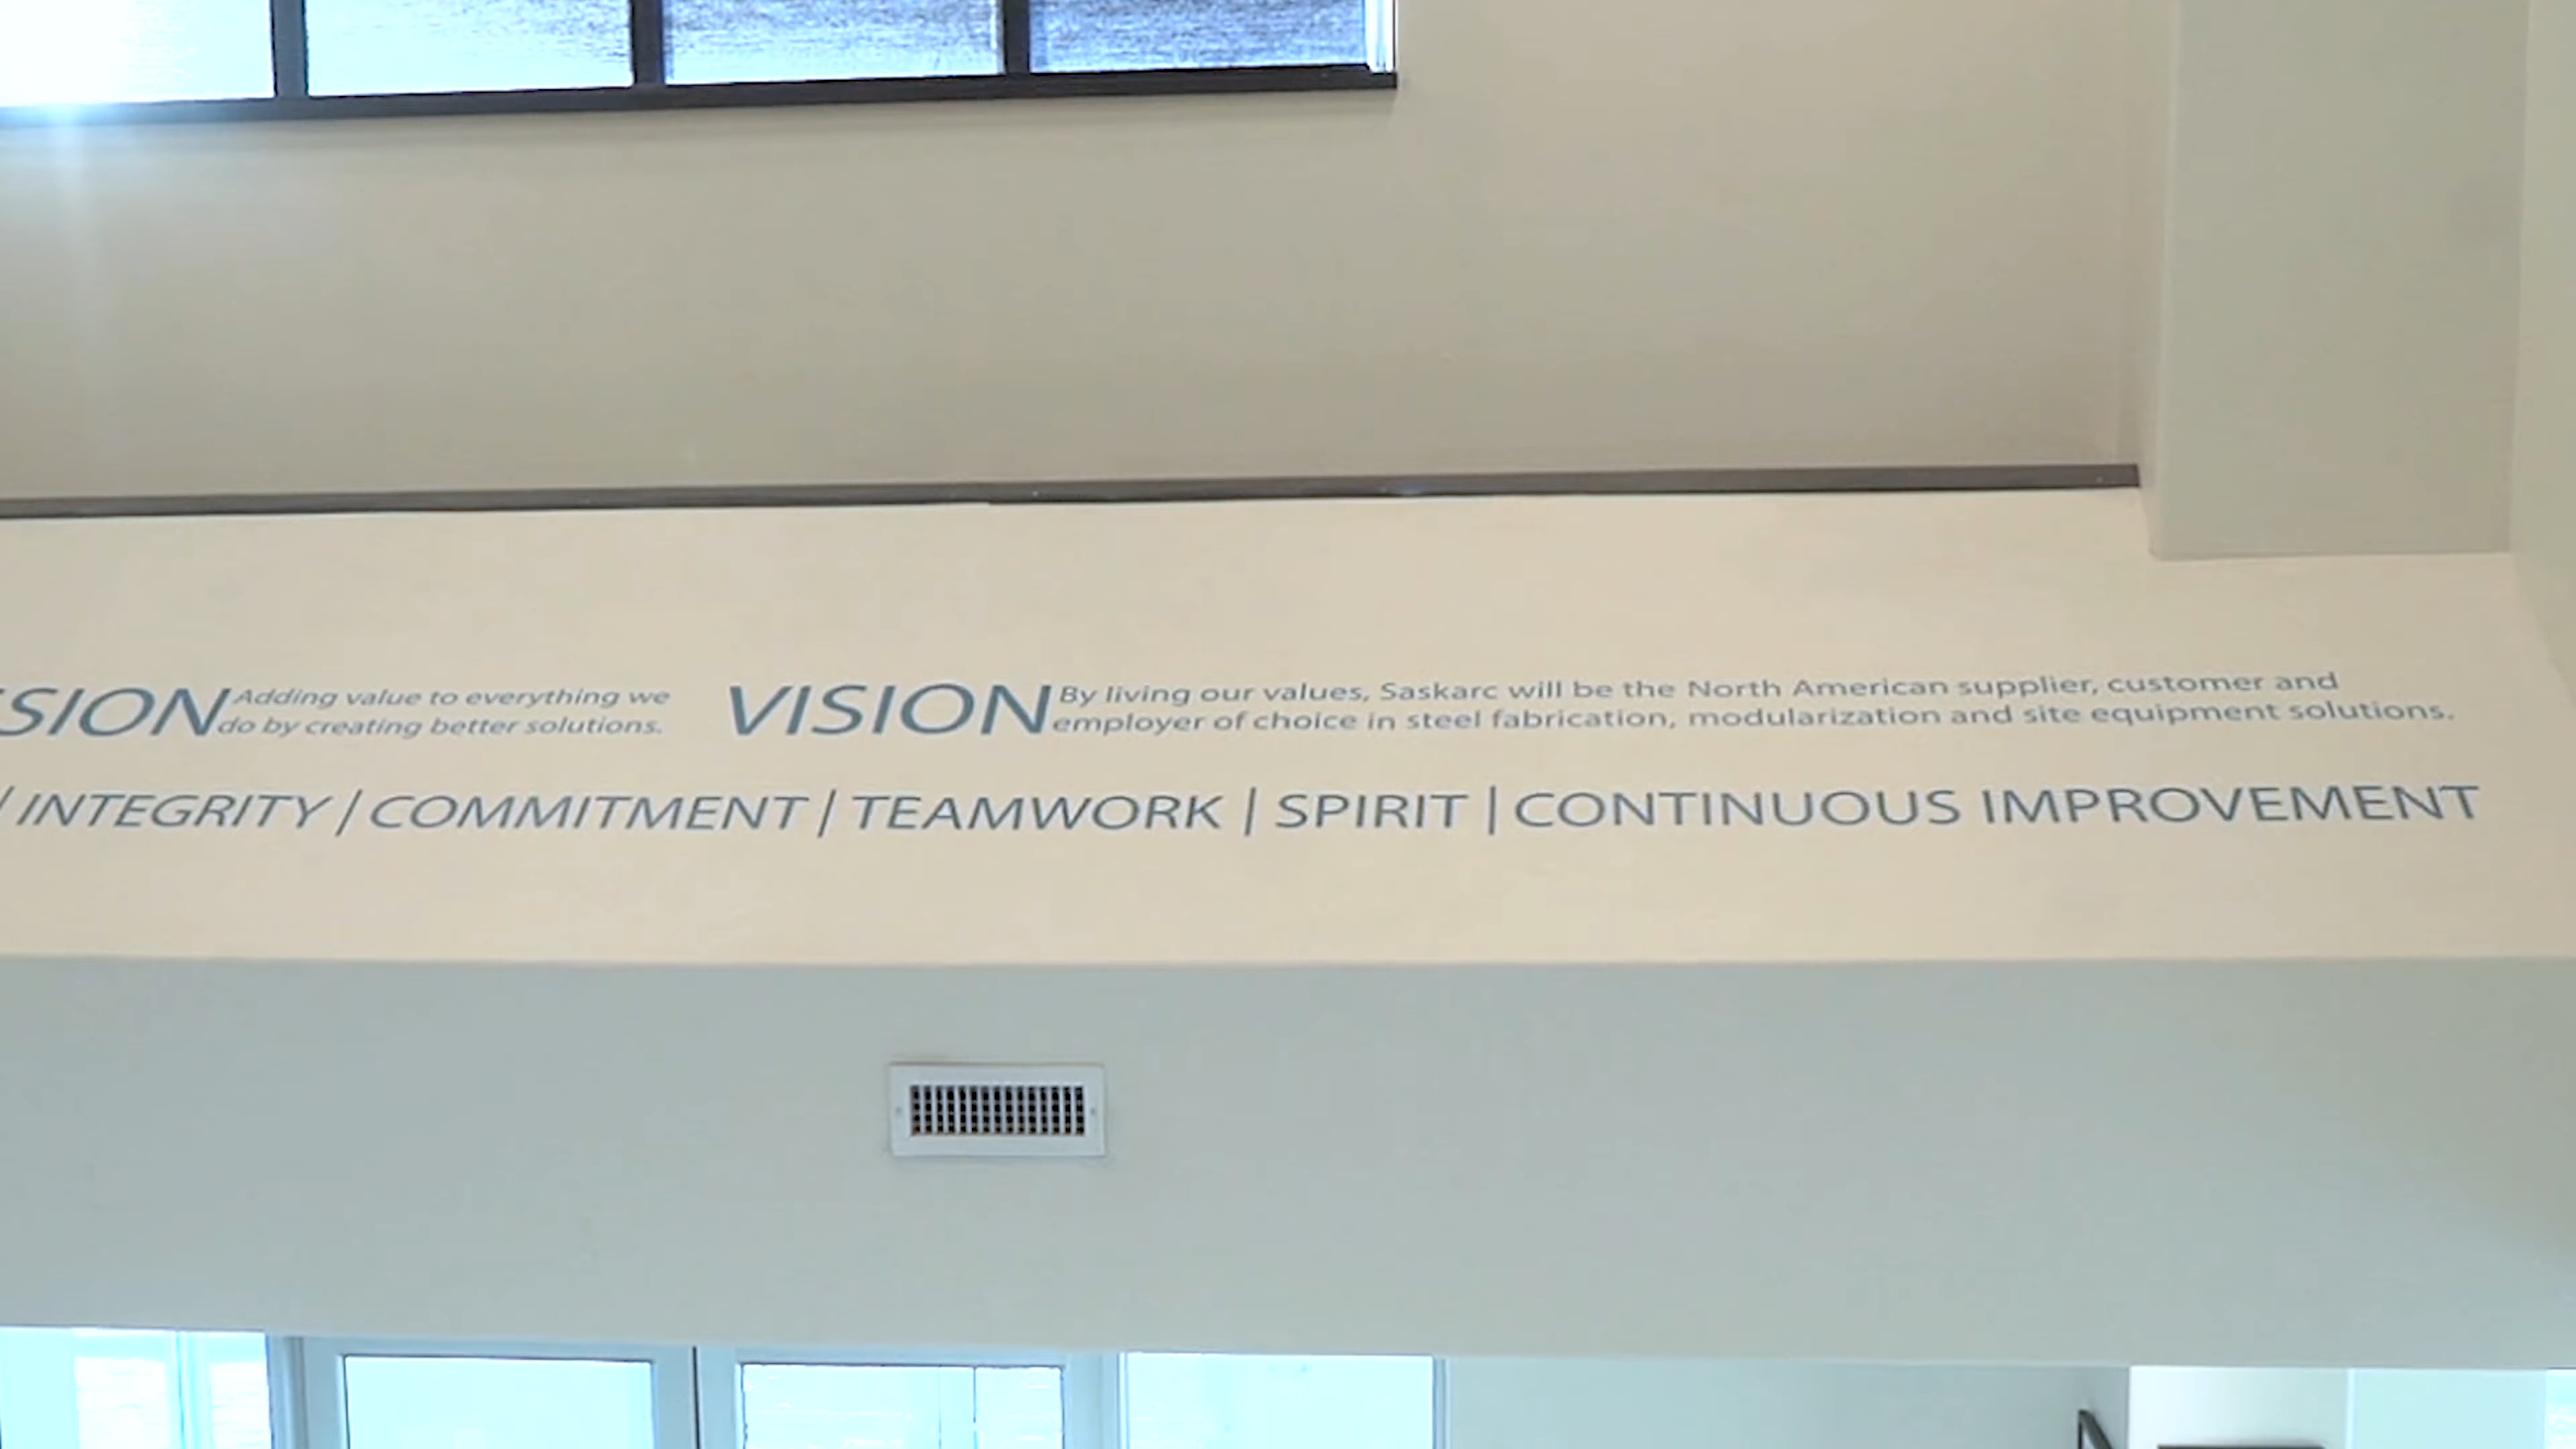 SION Adding value to everything we
do by creating better solutions.
VISION By living our values, Saskarc will be the North American supplier, customer and
employer of choice in steel fabrication, modularization and site equipment solutions.
/ INTEGRITY / COMMITMENT / TEAMWORK | SPIRIT | CONTINUOUS IMPROVEMENT